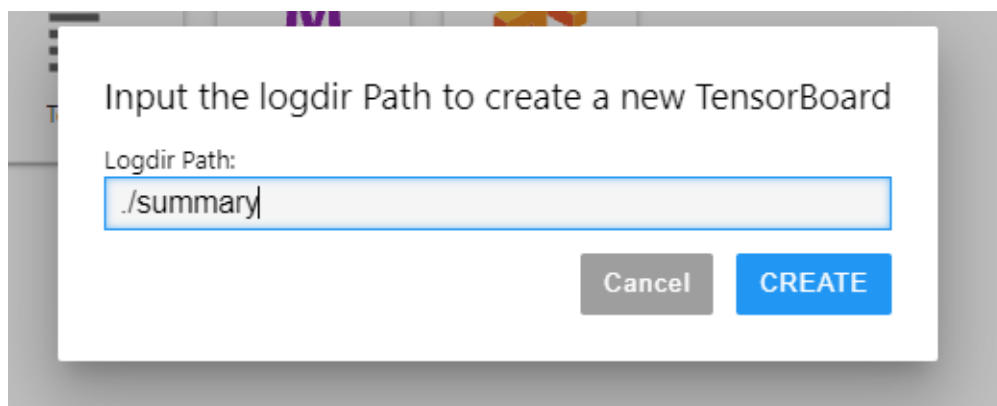 Input the logdir Path to create a new TensorBoard
Logdir Path:
./summary
Cancel
CREATE